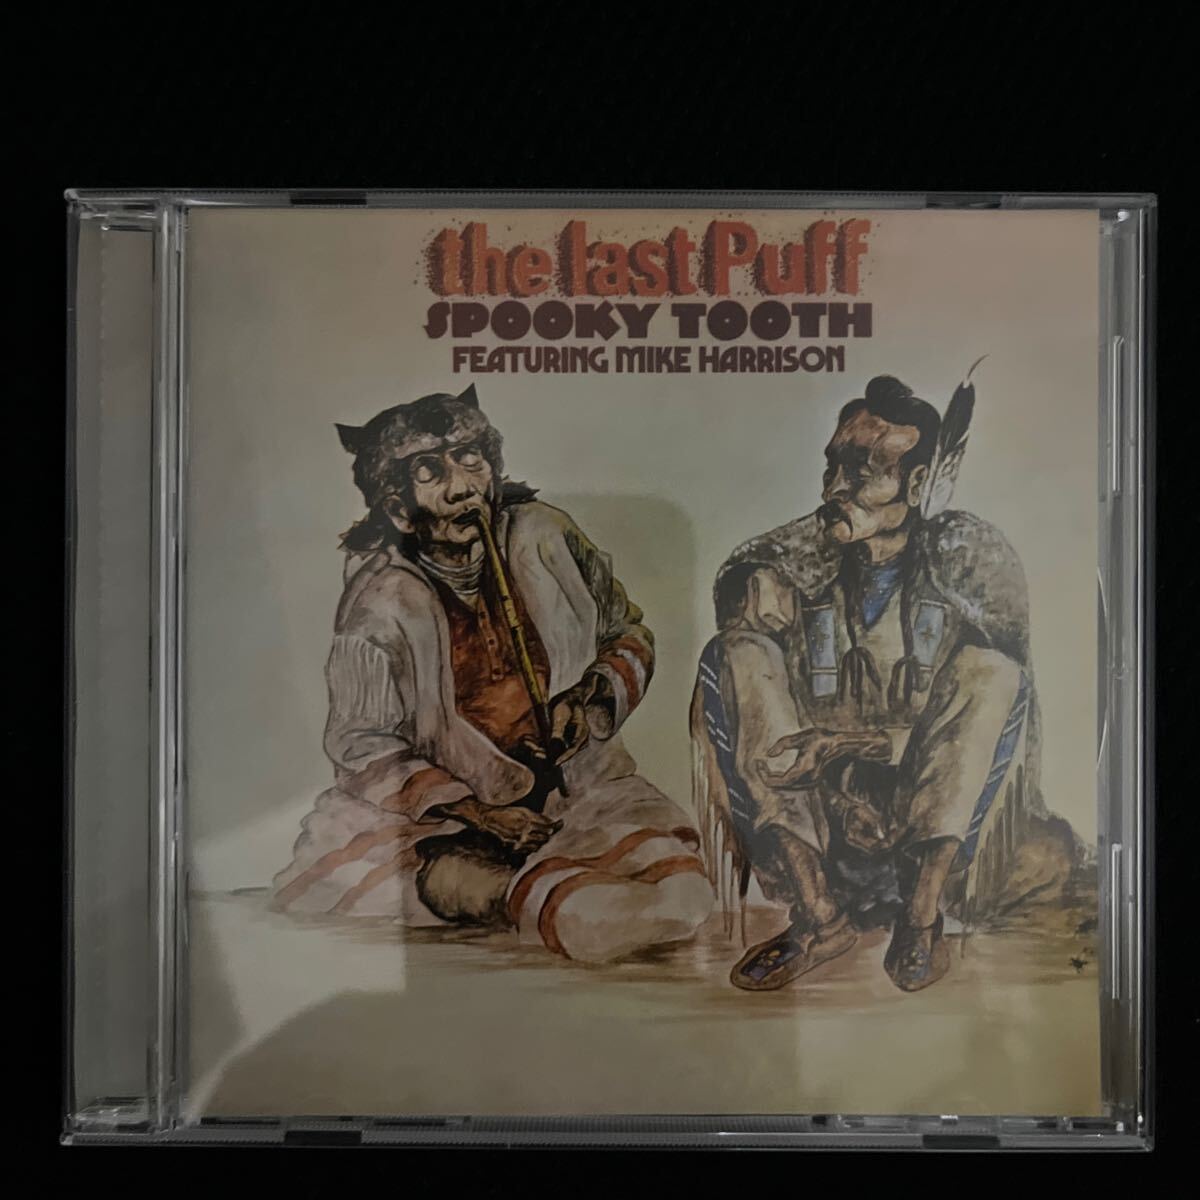 the last Puff
SPOOKY TOOTH
FEATURING MIKE HARRISON